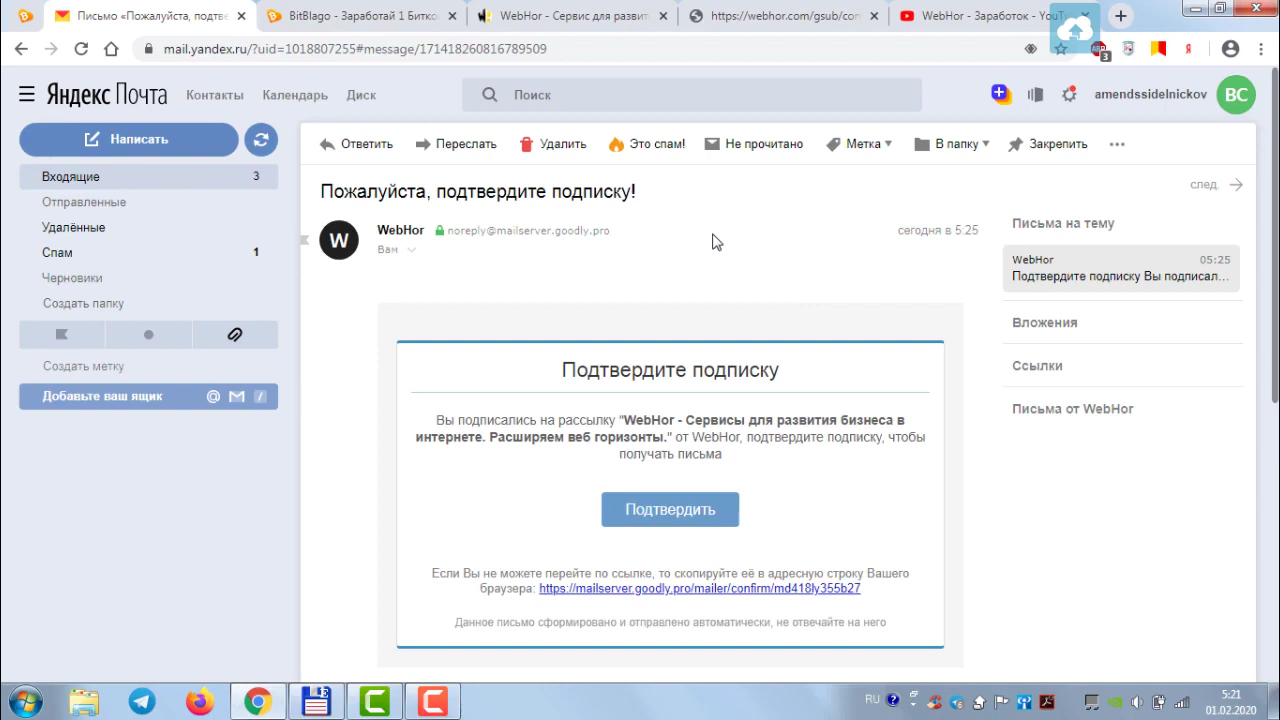 Письмо «Пожалуйста, подтве
BitBlago - ЗарТботай 1 Битко
WebHor - Сервис для развит
https://webhor.com/gsub/con
WebHor - Заработок - YouT
mail.yandex.ru/?uid=1018807255#message/171418260816789509
3
Яндекс Почта
Контакты
Календарь
Диск
Поиск
amendssidelnickov
BC
Написать
Ответить
Переслать
Удалить
Это спам!
Не прочитано
Метка
В папку
Закрепить
Входящие 3
Отправленные
Удалённые
Спам 1
Черновики
Создать папку
Создать метку
Добавьте ваш ящик
Пожалуйста, подтвердите подписку!
след.
W
WebHor noreply@mailserver.goodly.pro
сегодня в 5:25
Вам
Письма на тему
WebHor 05:25
Подтвердите подписку Вы подписал...
Вложения
Ссылки
Письма от WebHor
Подтвердите подписку
Вы подписались на рассылку "WebHor - Сервисы для развития бизнеса в
интернете. Расширяем веб горизонты." от WebHor, подтвердите подписку, чтобы
получать письма
Подтвердить
Если Вы не можете перейте по ссылке, то скопируйте её в адресную строку Вашего
браузера: https://mailserver.goodly.pro/mailer/confirm/md418ly355b27
Данное письмо сформировано и отправлено автоматически, не отвечайте на него
RU
5:21
01.02.2020